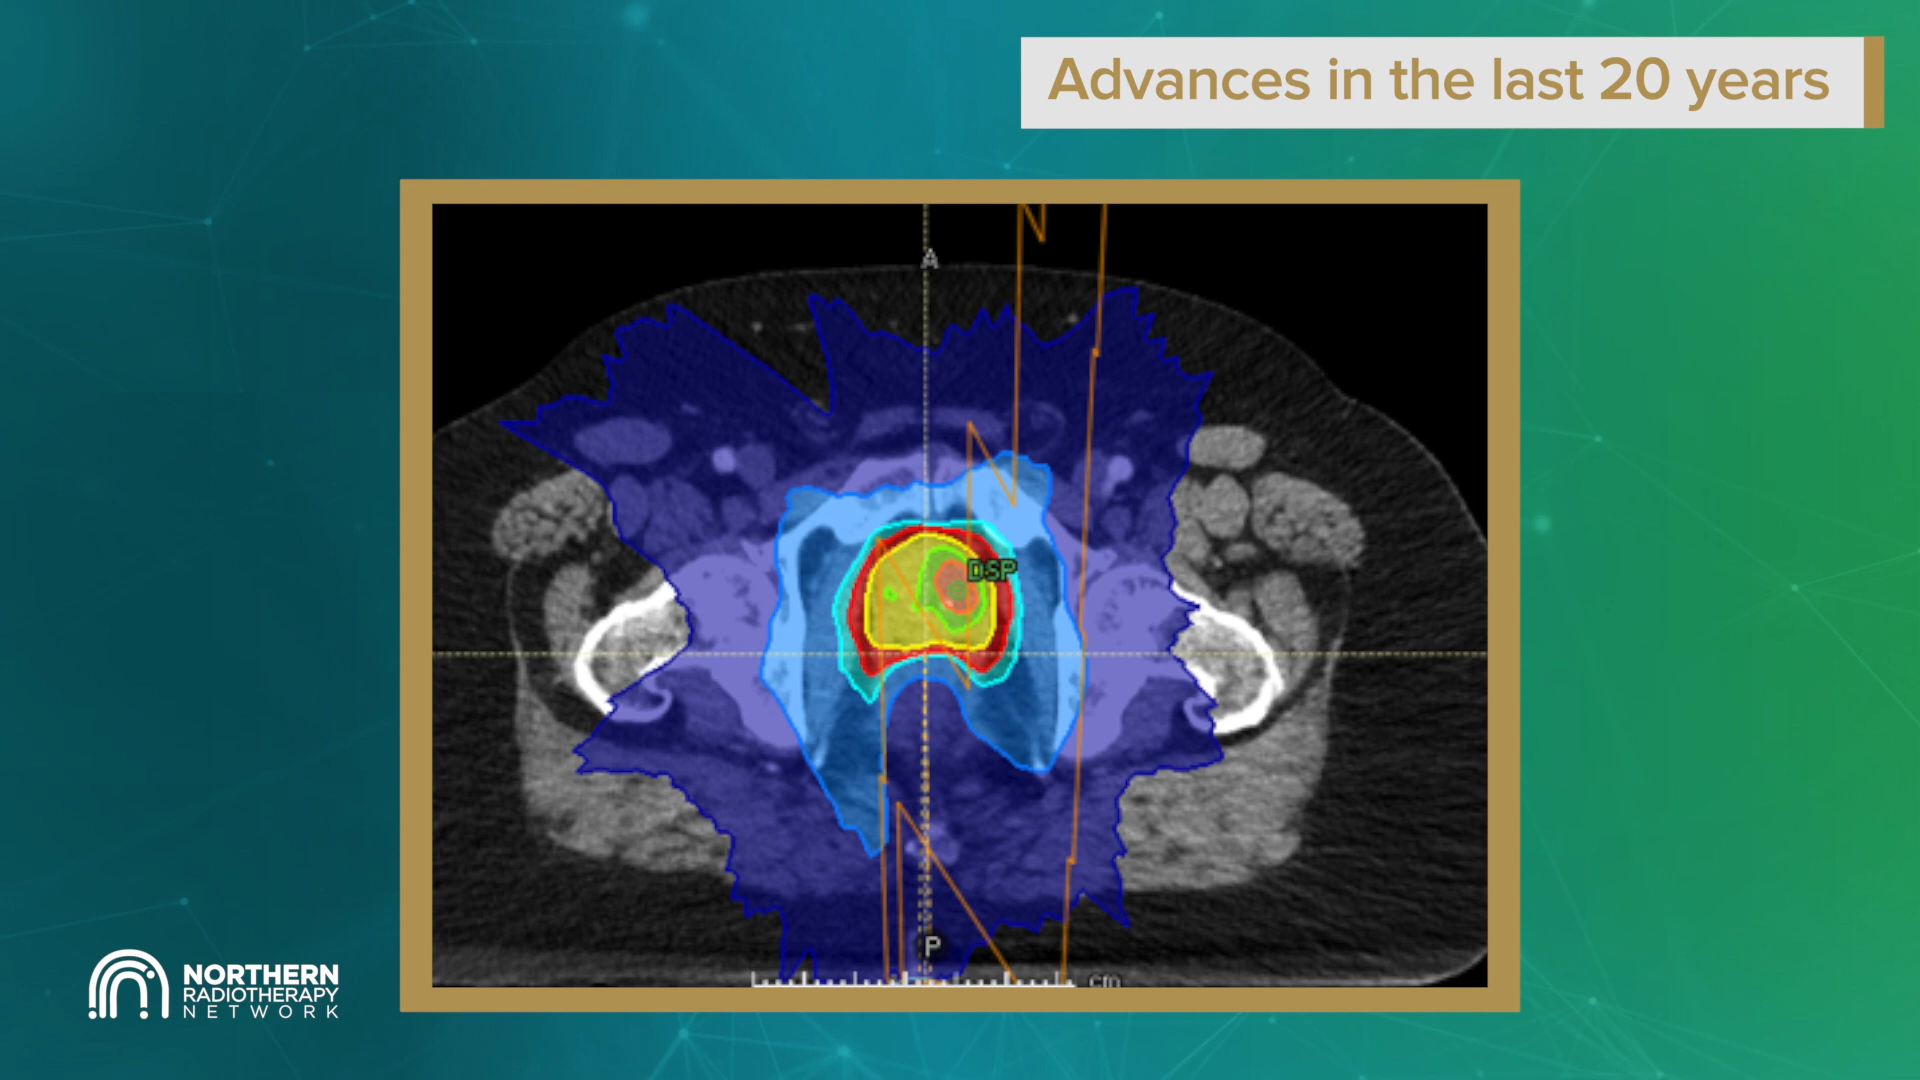 Advances in the last 20 years
A
DSP
P
cm
NORTHERN
RADIOTHERAPY
NETWORK